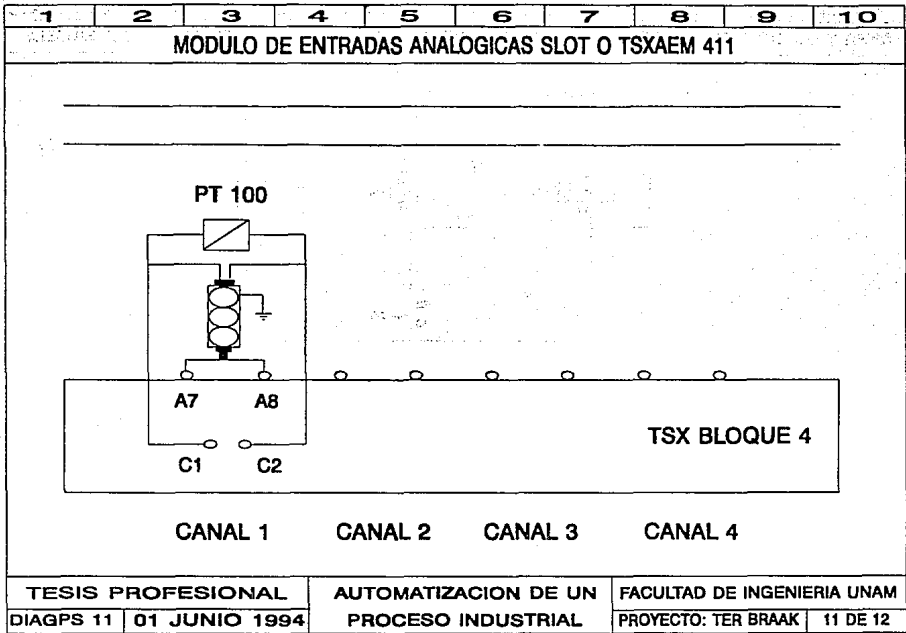 1 2 3 4 5 6 7 8 9 10
MODULO DE ENTRADAS ANALOGICAS SLOT O TSXAEM 411
PT 100
A7 A8
TSX BLOQUE 4
C1 C2
CANAL 1 CANAL 2 CANAL 3 CANAL 4
TESIS PROFESIONAL AUTOMATIZACION DE UN FACULTAD DE INGENIERIA UNAM
DIAGPS 11 01 JUNIO 1994 PROCESO INDUSTRIAL PROYECTO: TER BRAAK 11 DE 12